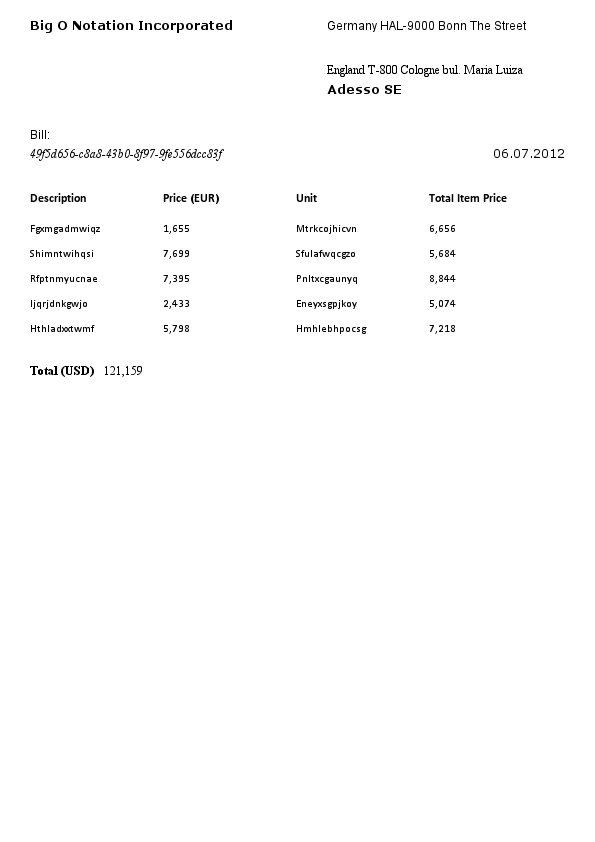 Big O Notation Incorporated Germany HAL-9000 Bonn The Street
England T-800 Cologne bul. Maria Luiza
Adesso SE
Bill:
49f5d656-c8a8-43b0-8f97-9fe556dcc83f 06.07.2012
Description Price (EUR) Unit Total Item Price
Fgxmgadmwiqz 1,655 Mtrkcojhicvn 6,656
Shimntwihqsi 7,699 Sfulafwqcgzo 5,684
Rfptnmyucnae 7,395 Pnltxcgaunyq 8,844
Ijqrjdnkgwjo 2,433 Eneyxsgpjkoy 5,074
Hthladxxtwmf 5,798 Hmhlebhpocsg 7,218
Total (USD) 121,159